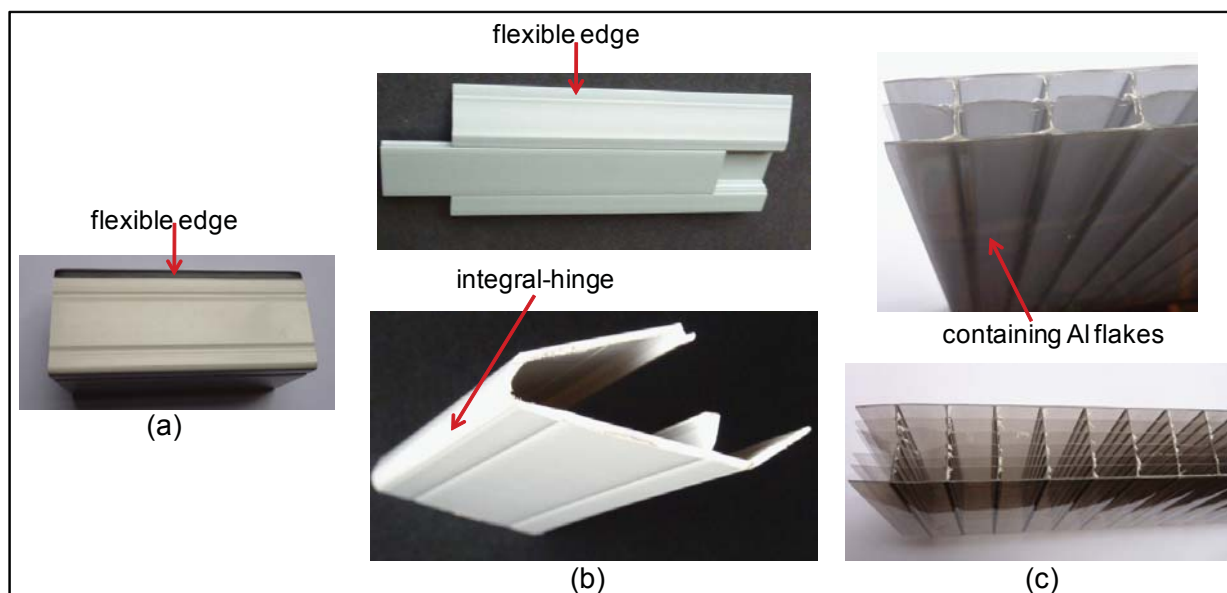 flexible edge
flexible edge
integral-hinge
containing Al flakes
(a)
(b)
(c)